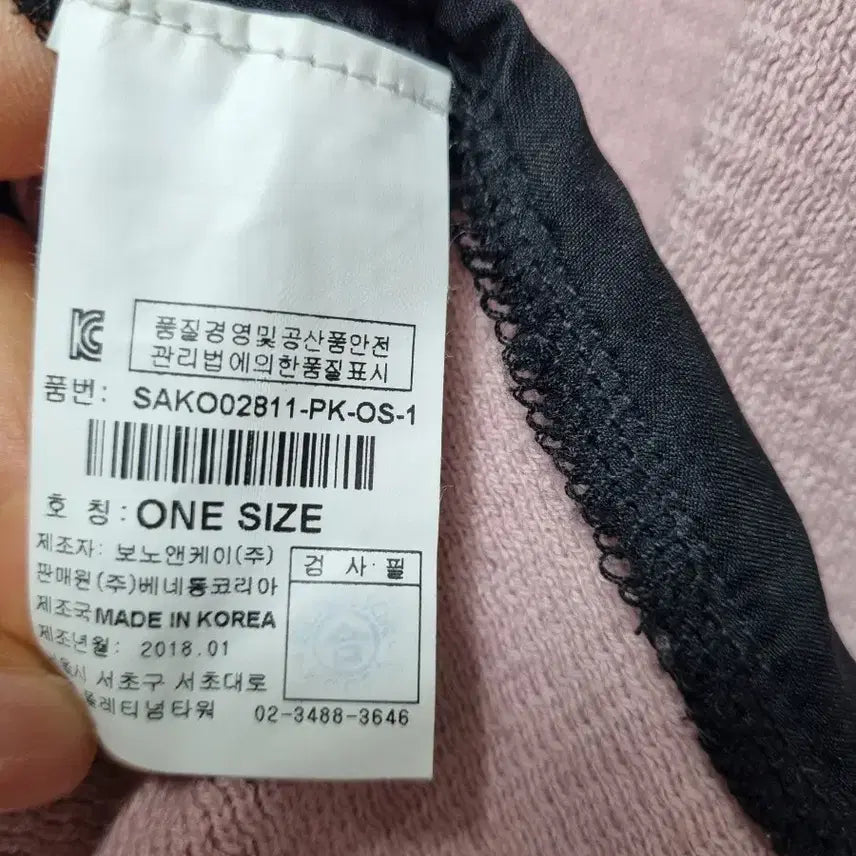 품질경영및공산품안전
관리법에의한품질표시
품번: SAKO02811-PK-OS-1
호 칭: ONE SIZE
제조자: 보노앤케이(주)
판매원 (주)베네통코리아
제조국 MADE IN KOREA
제조년월: 2018.01
서초구 서초대로
02-3488-3646
검 사 필
合